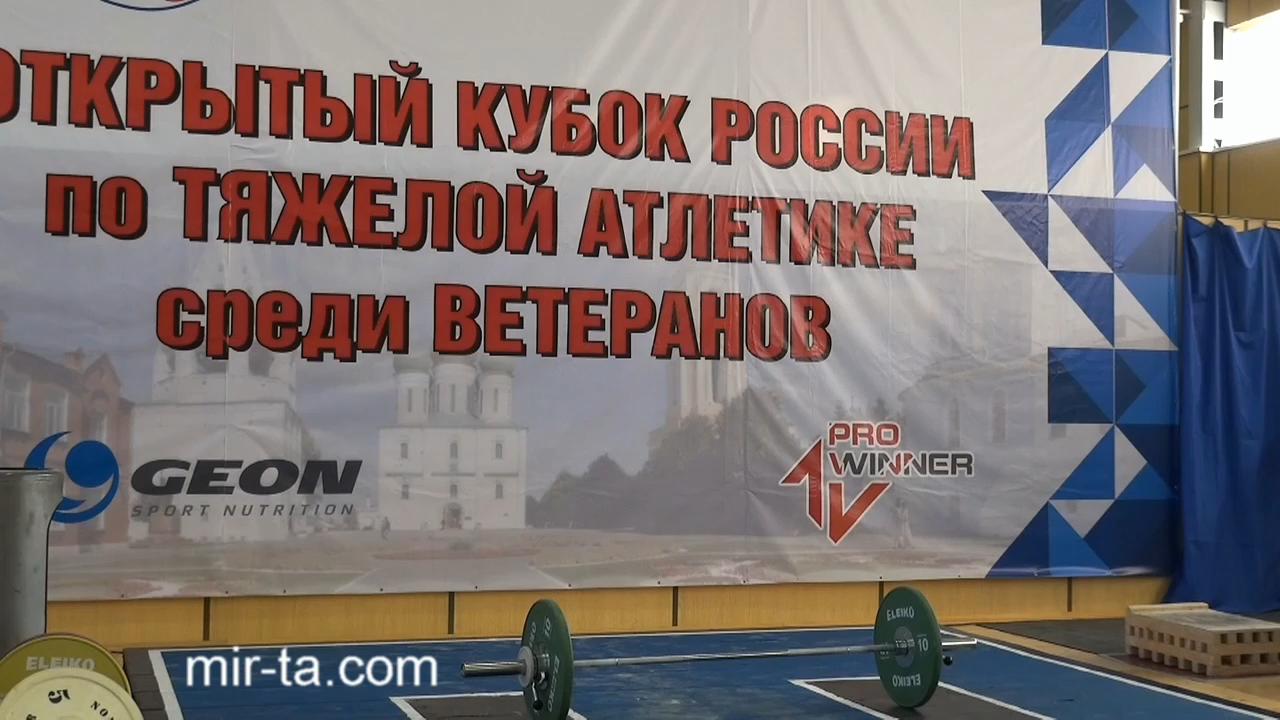 ОТКРЫТЫЙ КУБОК РОССИИ
по ТЯЖЕЛОЙ АТЛЕТИКЕ
среди ВЕТЕРАНОВ
GEON
SPORT NUTRITION
PRO
WINNER
TV
ELEIKO
10
ELEIKO
10
ELEIKO
5
mir-ta.com